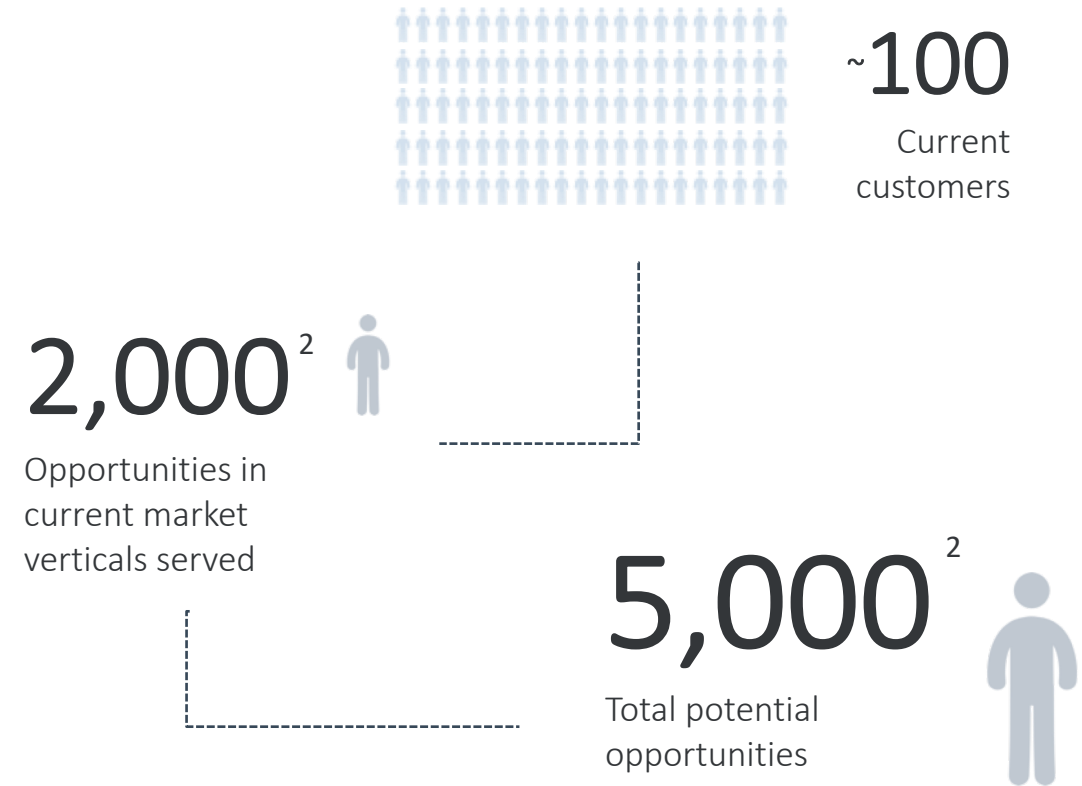 ~100
Current
customers
2,000²
Opportunities in
current market
verticals served
5,000²
Total potential
opportunities